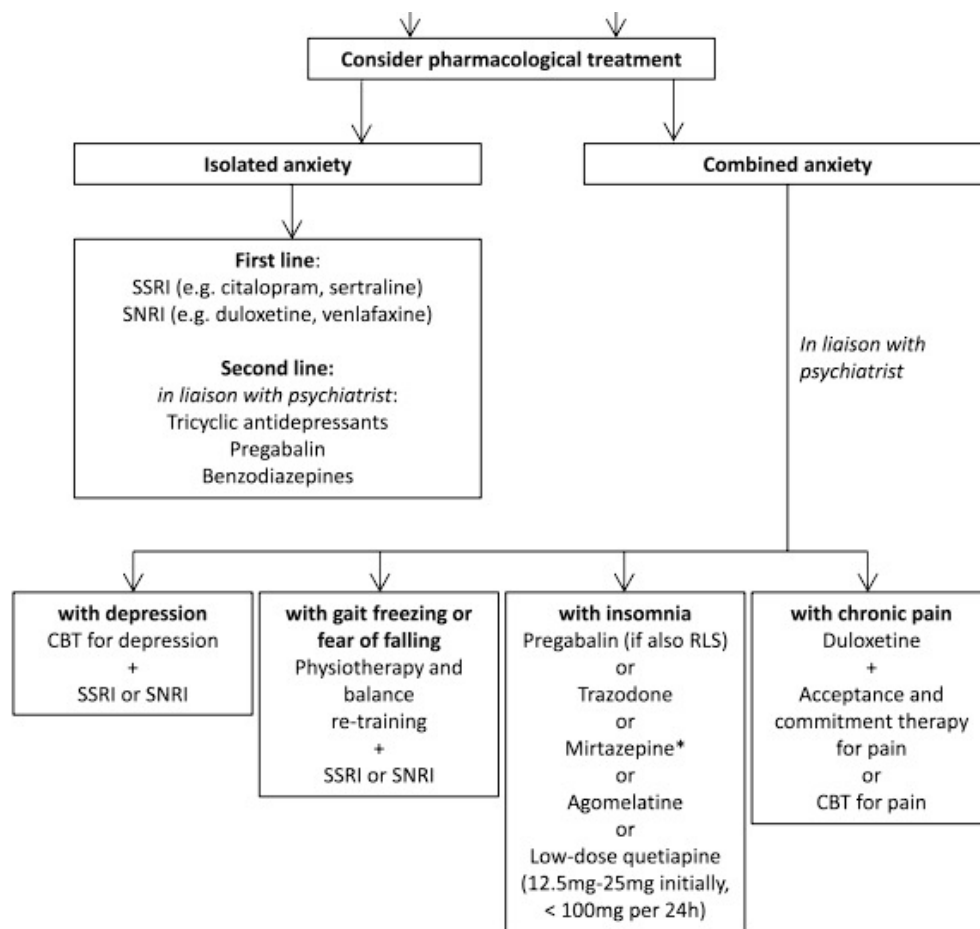 Consider pharmacological treatment
Isolated anxiety
Combined anxiety
First line:
SSRI (e.g. citalopram, sertraline)
SNRI (e.g. duloxetine, venlafaxine)
Second line:
in liaison with psychiatrist:
Tricyclic antidepressants
Pregabalin
Benzodiazepines
In liaison with
psychiatrist
with depression
CBT for depression
+
SSRI or SNRI
with gait freezing or
fear of falling
Physiotherapy and
balance
re-training
+
SSRI or SNRI
with insomnia
Pregabalin (if also RLS)
or
Trazodone
or
Mirtazepine*
or
Agomelatine
or
Low-dose quetiapine
(12.5mg-25mg initially,
< 100mg per 24h)
with chronic pain
Duloxetine
+
Acceptance and
commitment therapy
for pain
or
CBT for pain